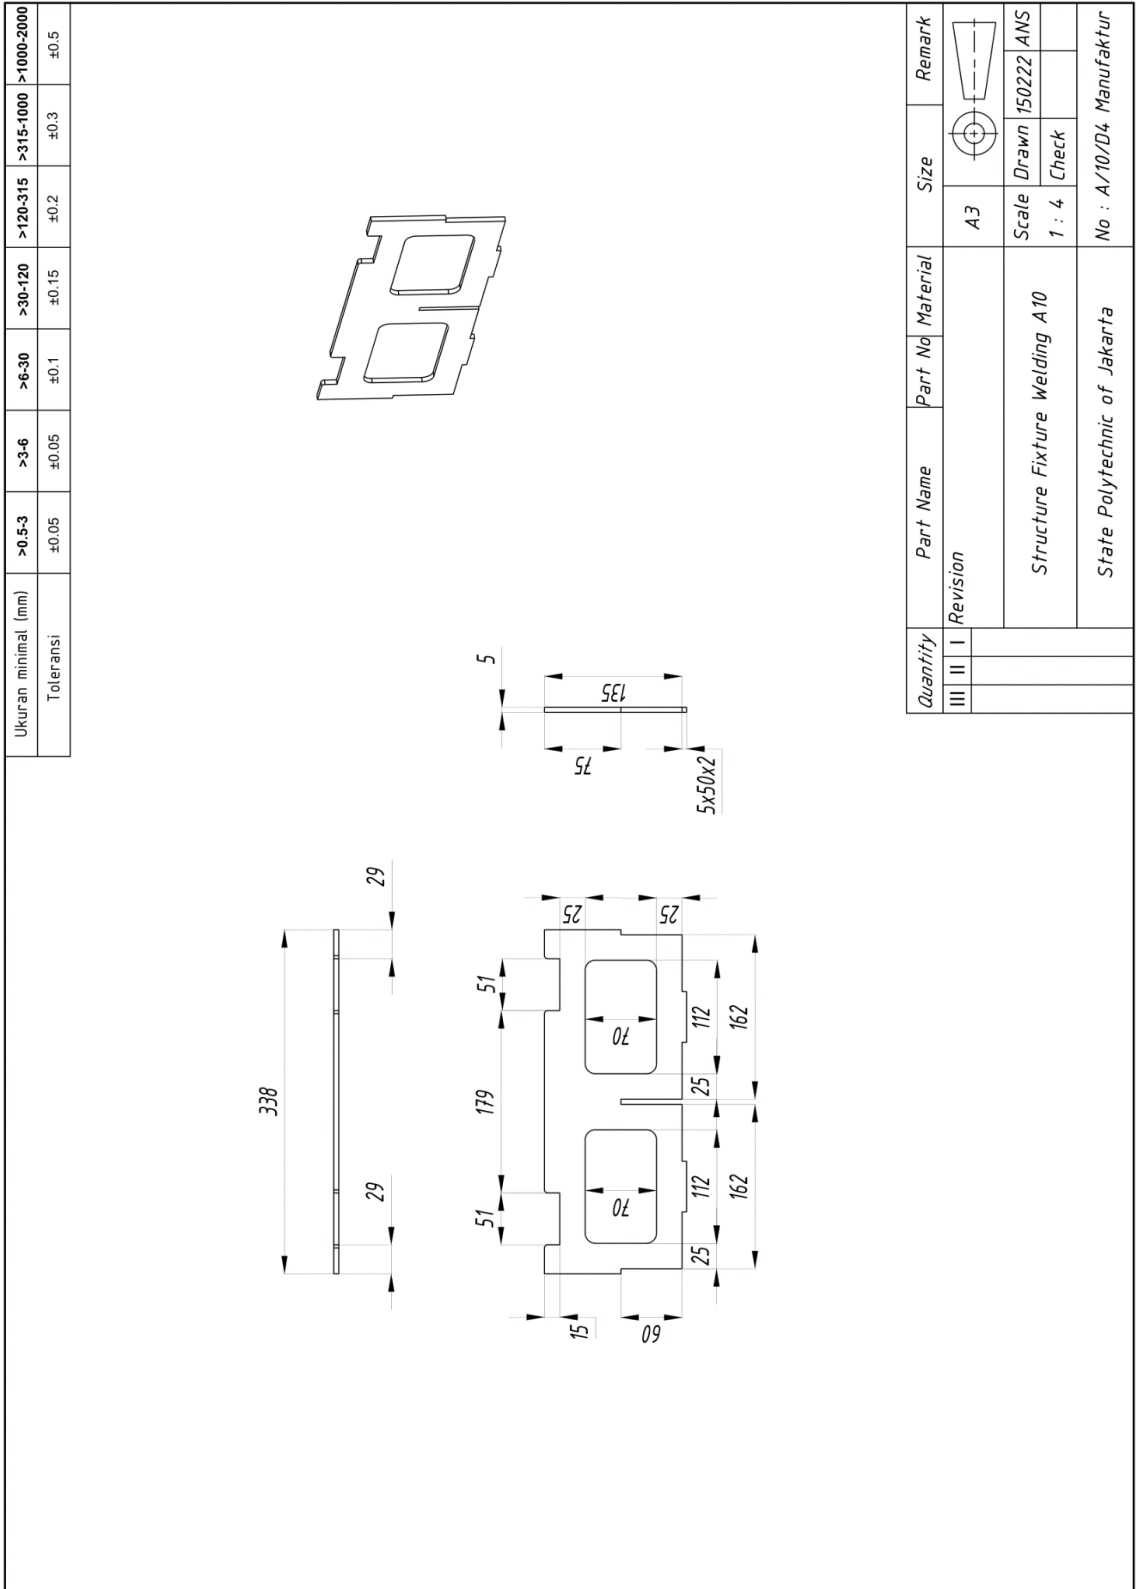 Ukuran minimal (mm) >0.5-3 >3-6 >6-30 >30-120 >120-315 >315-1000 >1000-2000
Toleransi ±0.05 ±0.05 ±0.1 ±0.15 ±0.2 ±0.3 ±0.5
338
29 29
51 179 51
5
15
25
75
135
70 70
60
25
25 112 25 112
5x50x2
162 162
Quantity Part Name Part No Material Size Remark
III II I Revision
A3
Structure Fixture Welding A10
Scale
1 : 4
Drawn 150222 ANS
Check
State Polytechnic of Jakarta
No : A/10/D4 Manufaktur